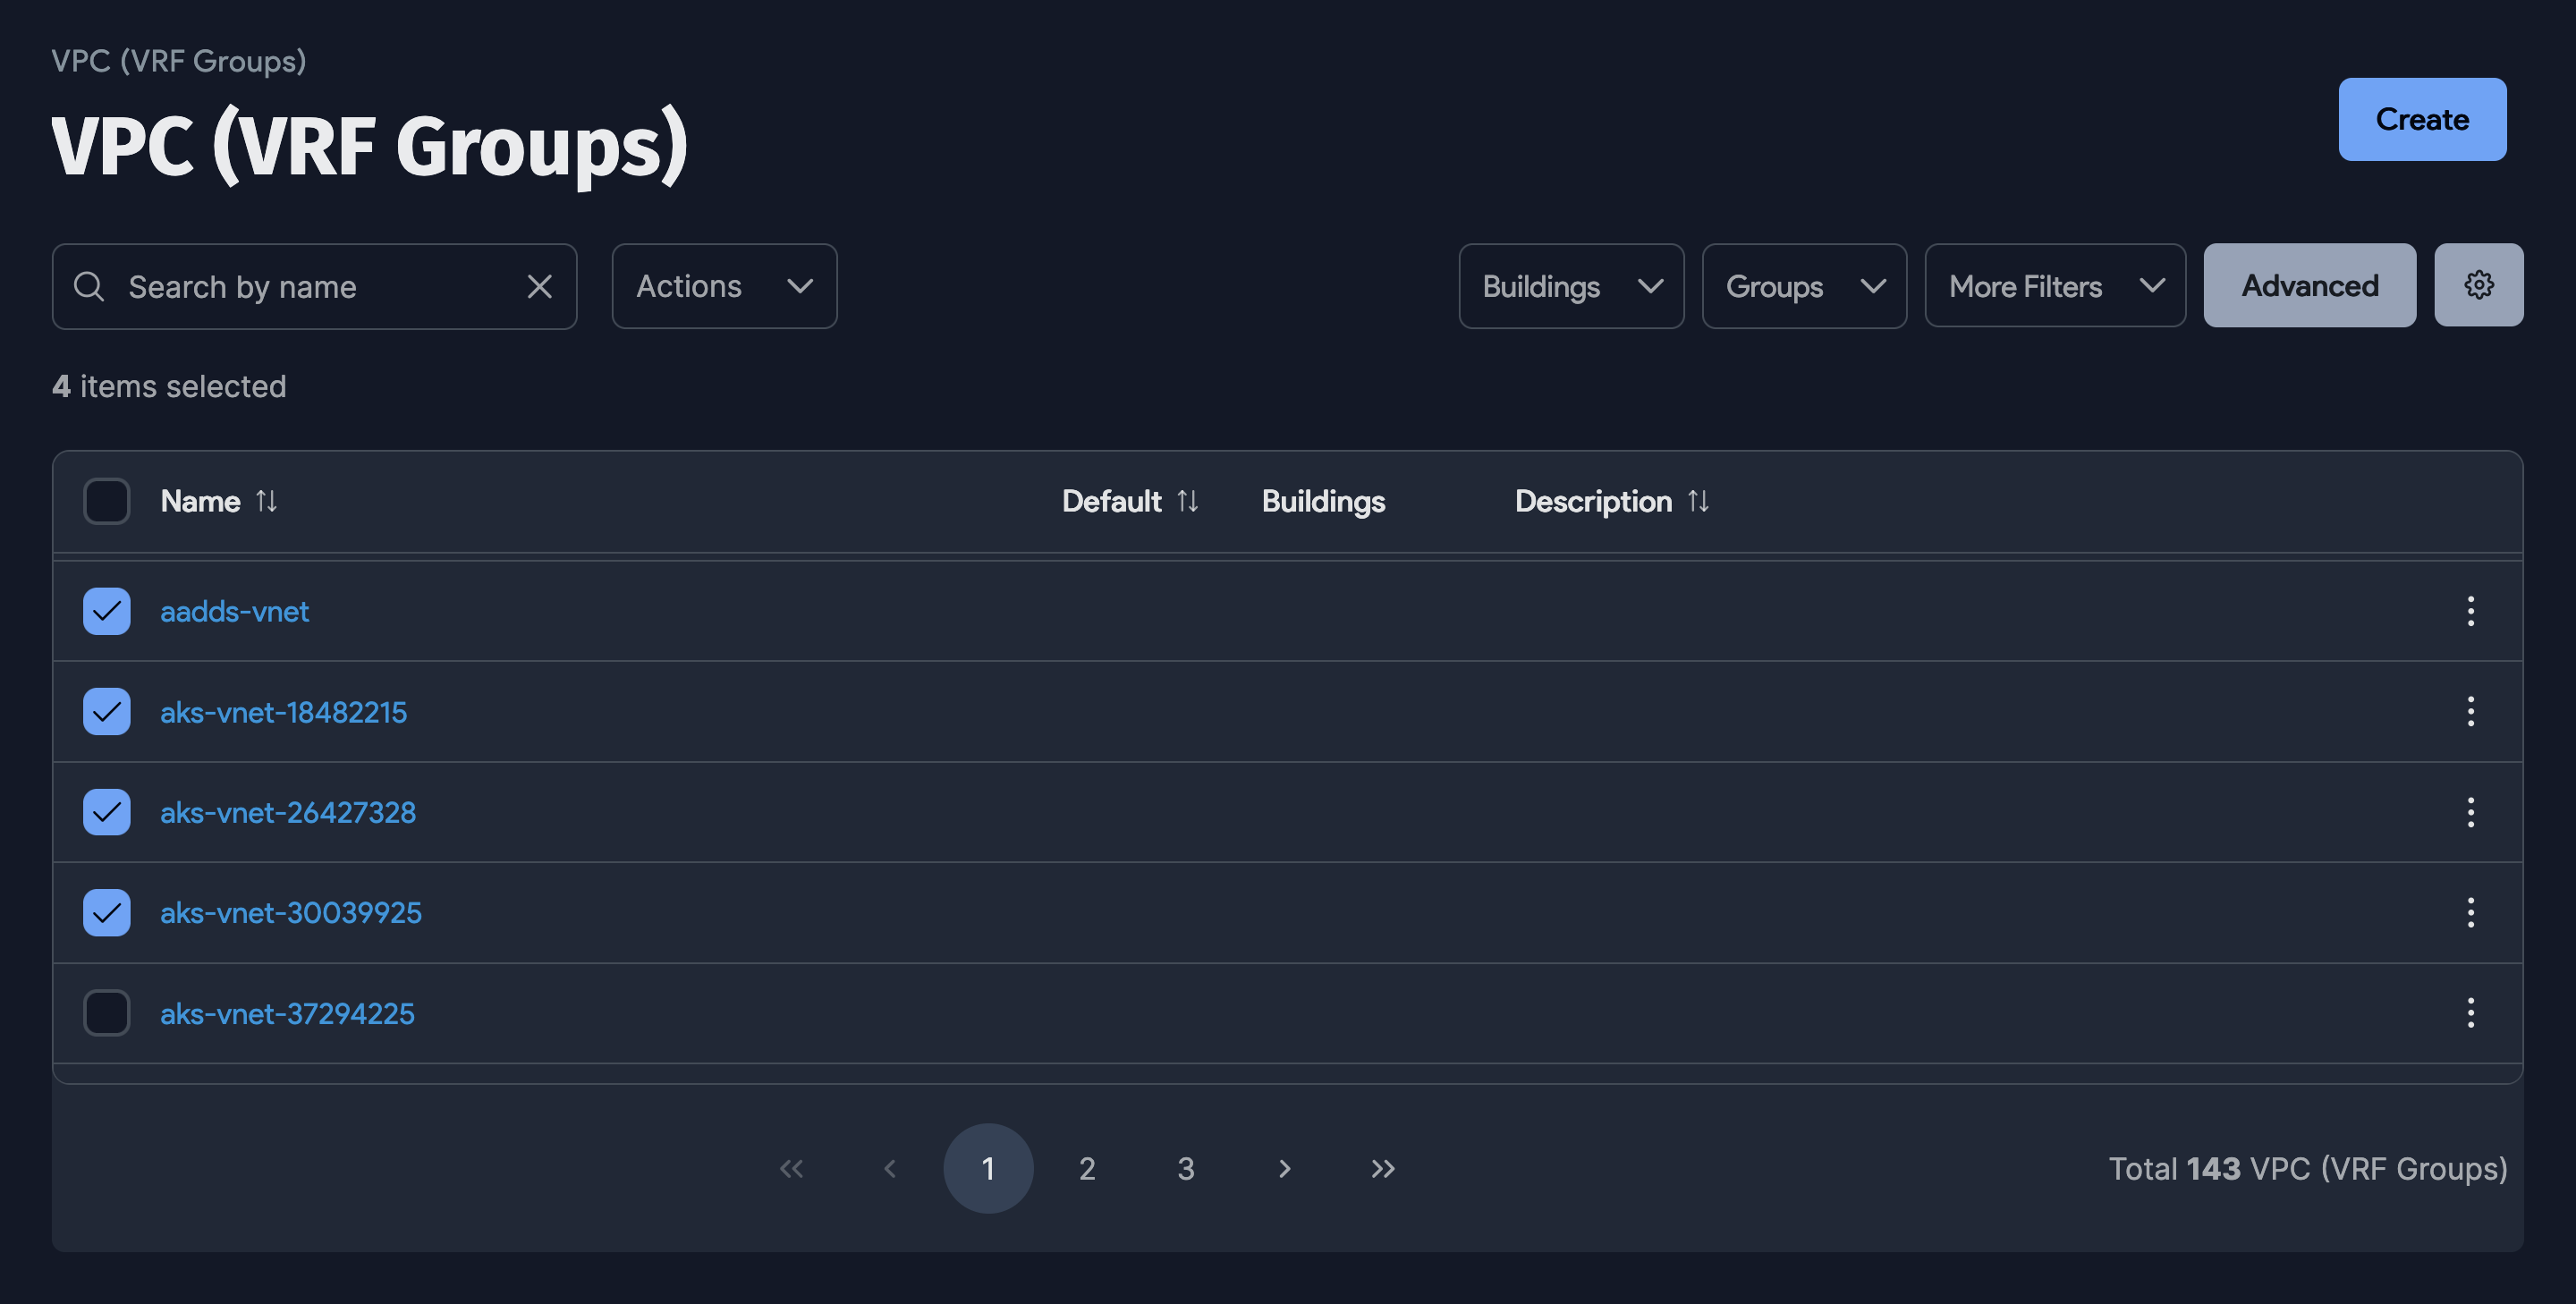 VPC (VRF Groups)
VPC (VRF Groups)
Create
Search by name
Actions
Buildings
Groups
More Filters
Advanced
4 items selected
Name
Default
Buildings
Description
aadds-vnet
aks-vnet-18482215
aks-vnet-26427328
aks-vnet-30039925
aks-vnet-37294225
1
2
3
Total 143 VPC (VRF Groups)